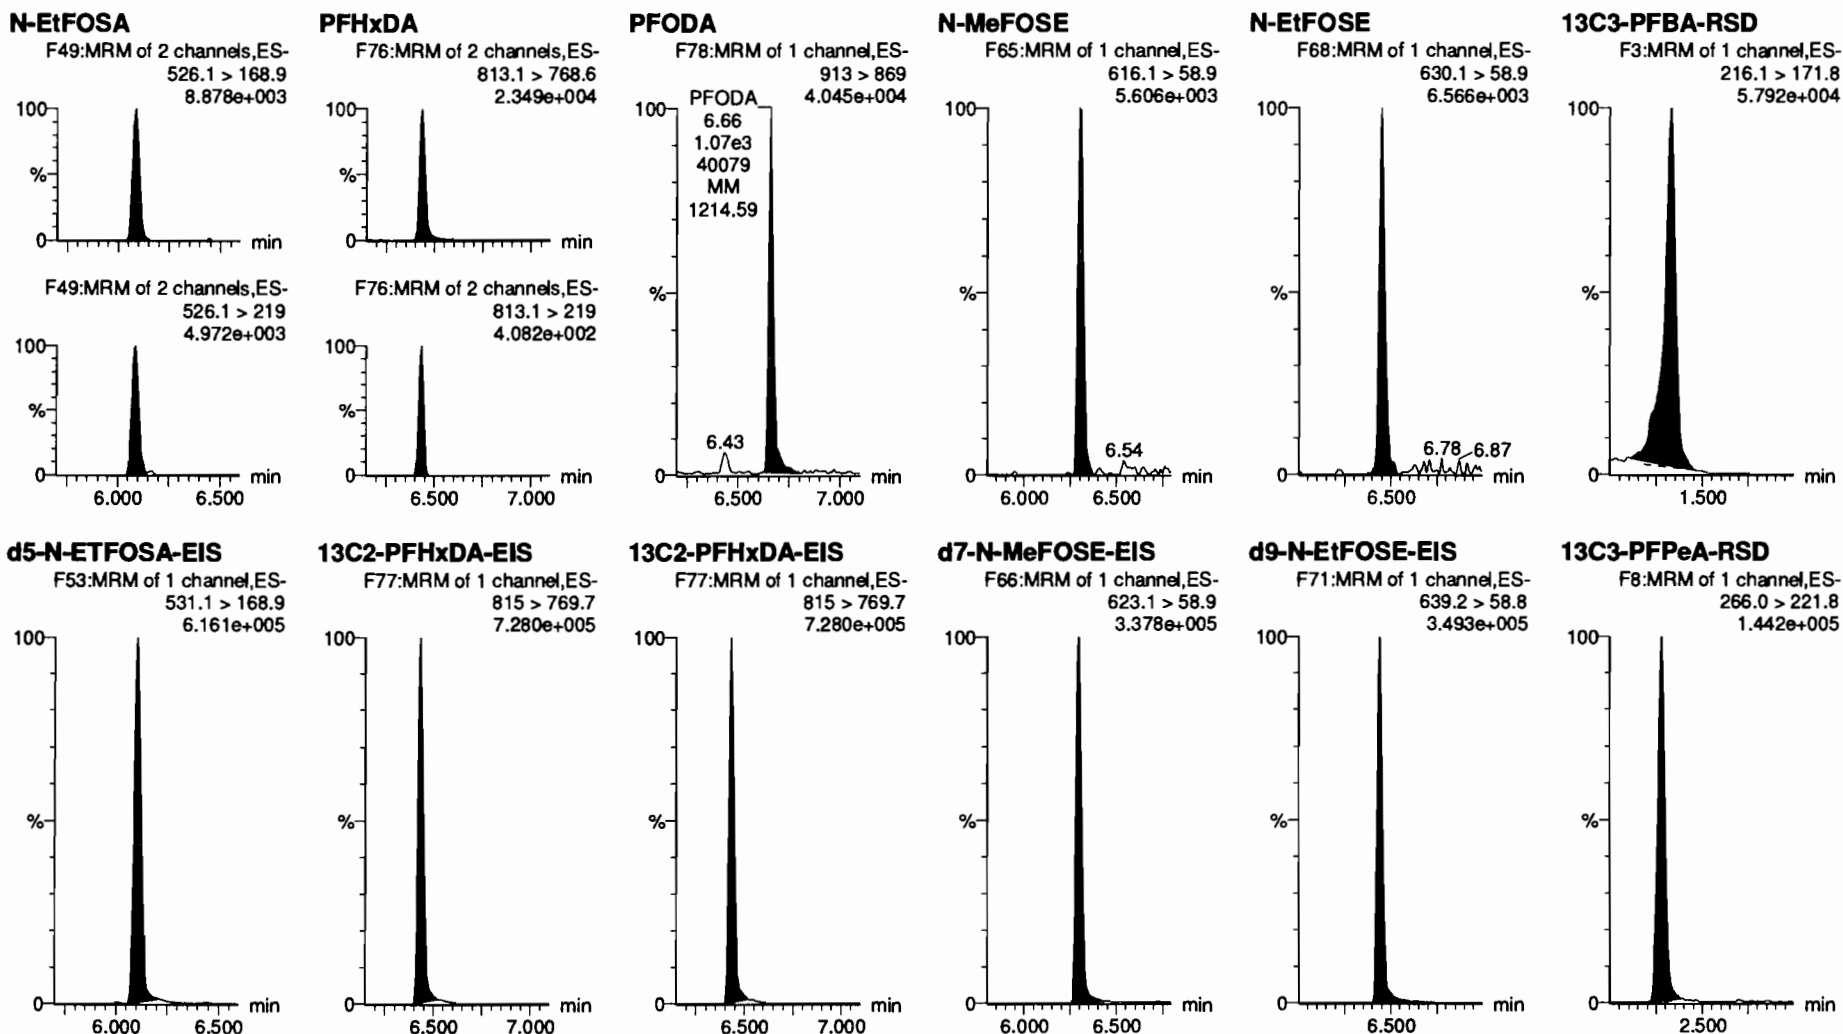 N-EtFOSA
F49:MRM of 2 channels,ES-
526.1 > 168.9
8.878e+003
100
%
0
min
F49:MRM of 2 channels,ES-
526.1 > 219
4.972e+003
100
%
0
min
6.000 6.500
PFHxDA
F76:MRM of 2 channels,ES-
813.1 > 768.6
2.349e+004
100
%
0
min
F76:MRM of 2 channels,ES-
813.1 > 219
4.082e+002
100
%
0
min
6.500 7.000
PFODA
F78:MRM of 1 channel,ES-
913 > 869
4.045e+004
100
PFODA
6.66
1.07e3
40079
MM
1214.59
%
6.43
0
min
6.500 7.000
N-MeFOSE
F65:MRM of 1 channel,ES-
616.1 > 58.9
5.606e+003
100
%
6.54
0
min
6.000 6.500
N-EtFOSE
F68:MRM of 1 channel,ES-
630.1 > 58.9
6.566e+003
100
%
6.78 6.87
0
min
6.500
13C3-PFBA-RSD
F3:MRM of 1 channel,ES-
216.1 > 171.8
5.792e+004
100
%
0
min
1.500
d5-N-ETFOSA-EIS
F53:MRM of 1 channel,ES-
531.1 > 168.9
6.161e+005
100
%
0
min
6.000 6.500
13C2-PFHxDA-EIS
F77:MRM of 1 channel,ES-
815 > 769.7
7.280e+005
100
%
0
min
6.500 7.000
13C2-PFHxDA-EIS
F77:MRM of 1 channel,ES-
815 > 769.7
7.280e+005
100
%
0
min
6.500 7.000
d7-N-MeFOSE-EIS
F66:MRM of 1 channel,ES-
623.1 > 58.9
3.378e+005
100
%
0
min
6.000 6.500
d9-N-EtFOSE-EIS
F71:MRM of 1 channel,ES-
639.2 > 58.8
3.493e+005
100
%
0
min
6.500
13C3-PFPeA-RSD
F8:MRM of 1 channel,ES-
266.0 > 221.8
1.442e+005
100
%
0
min
2.500